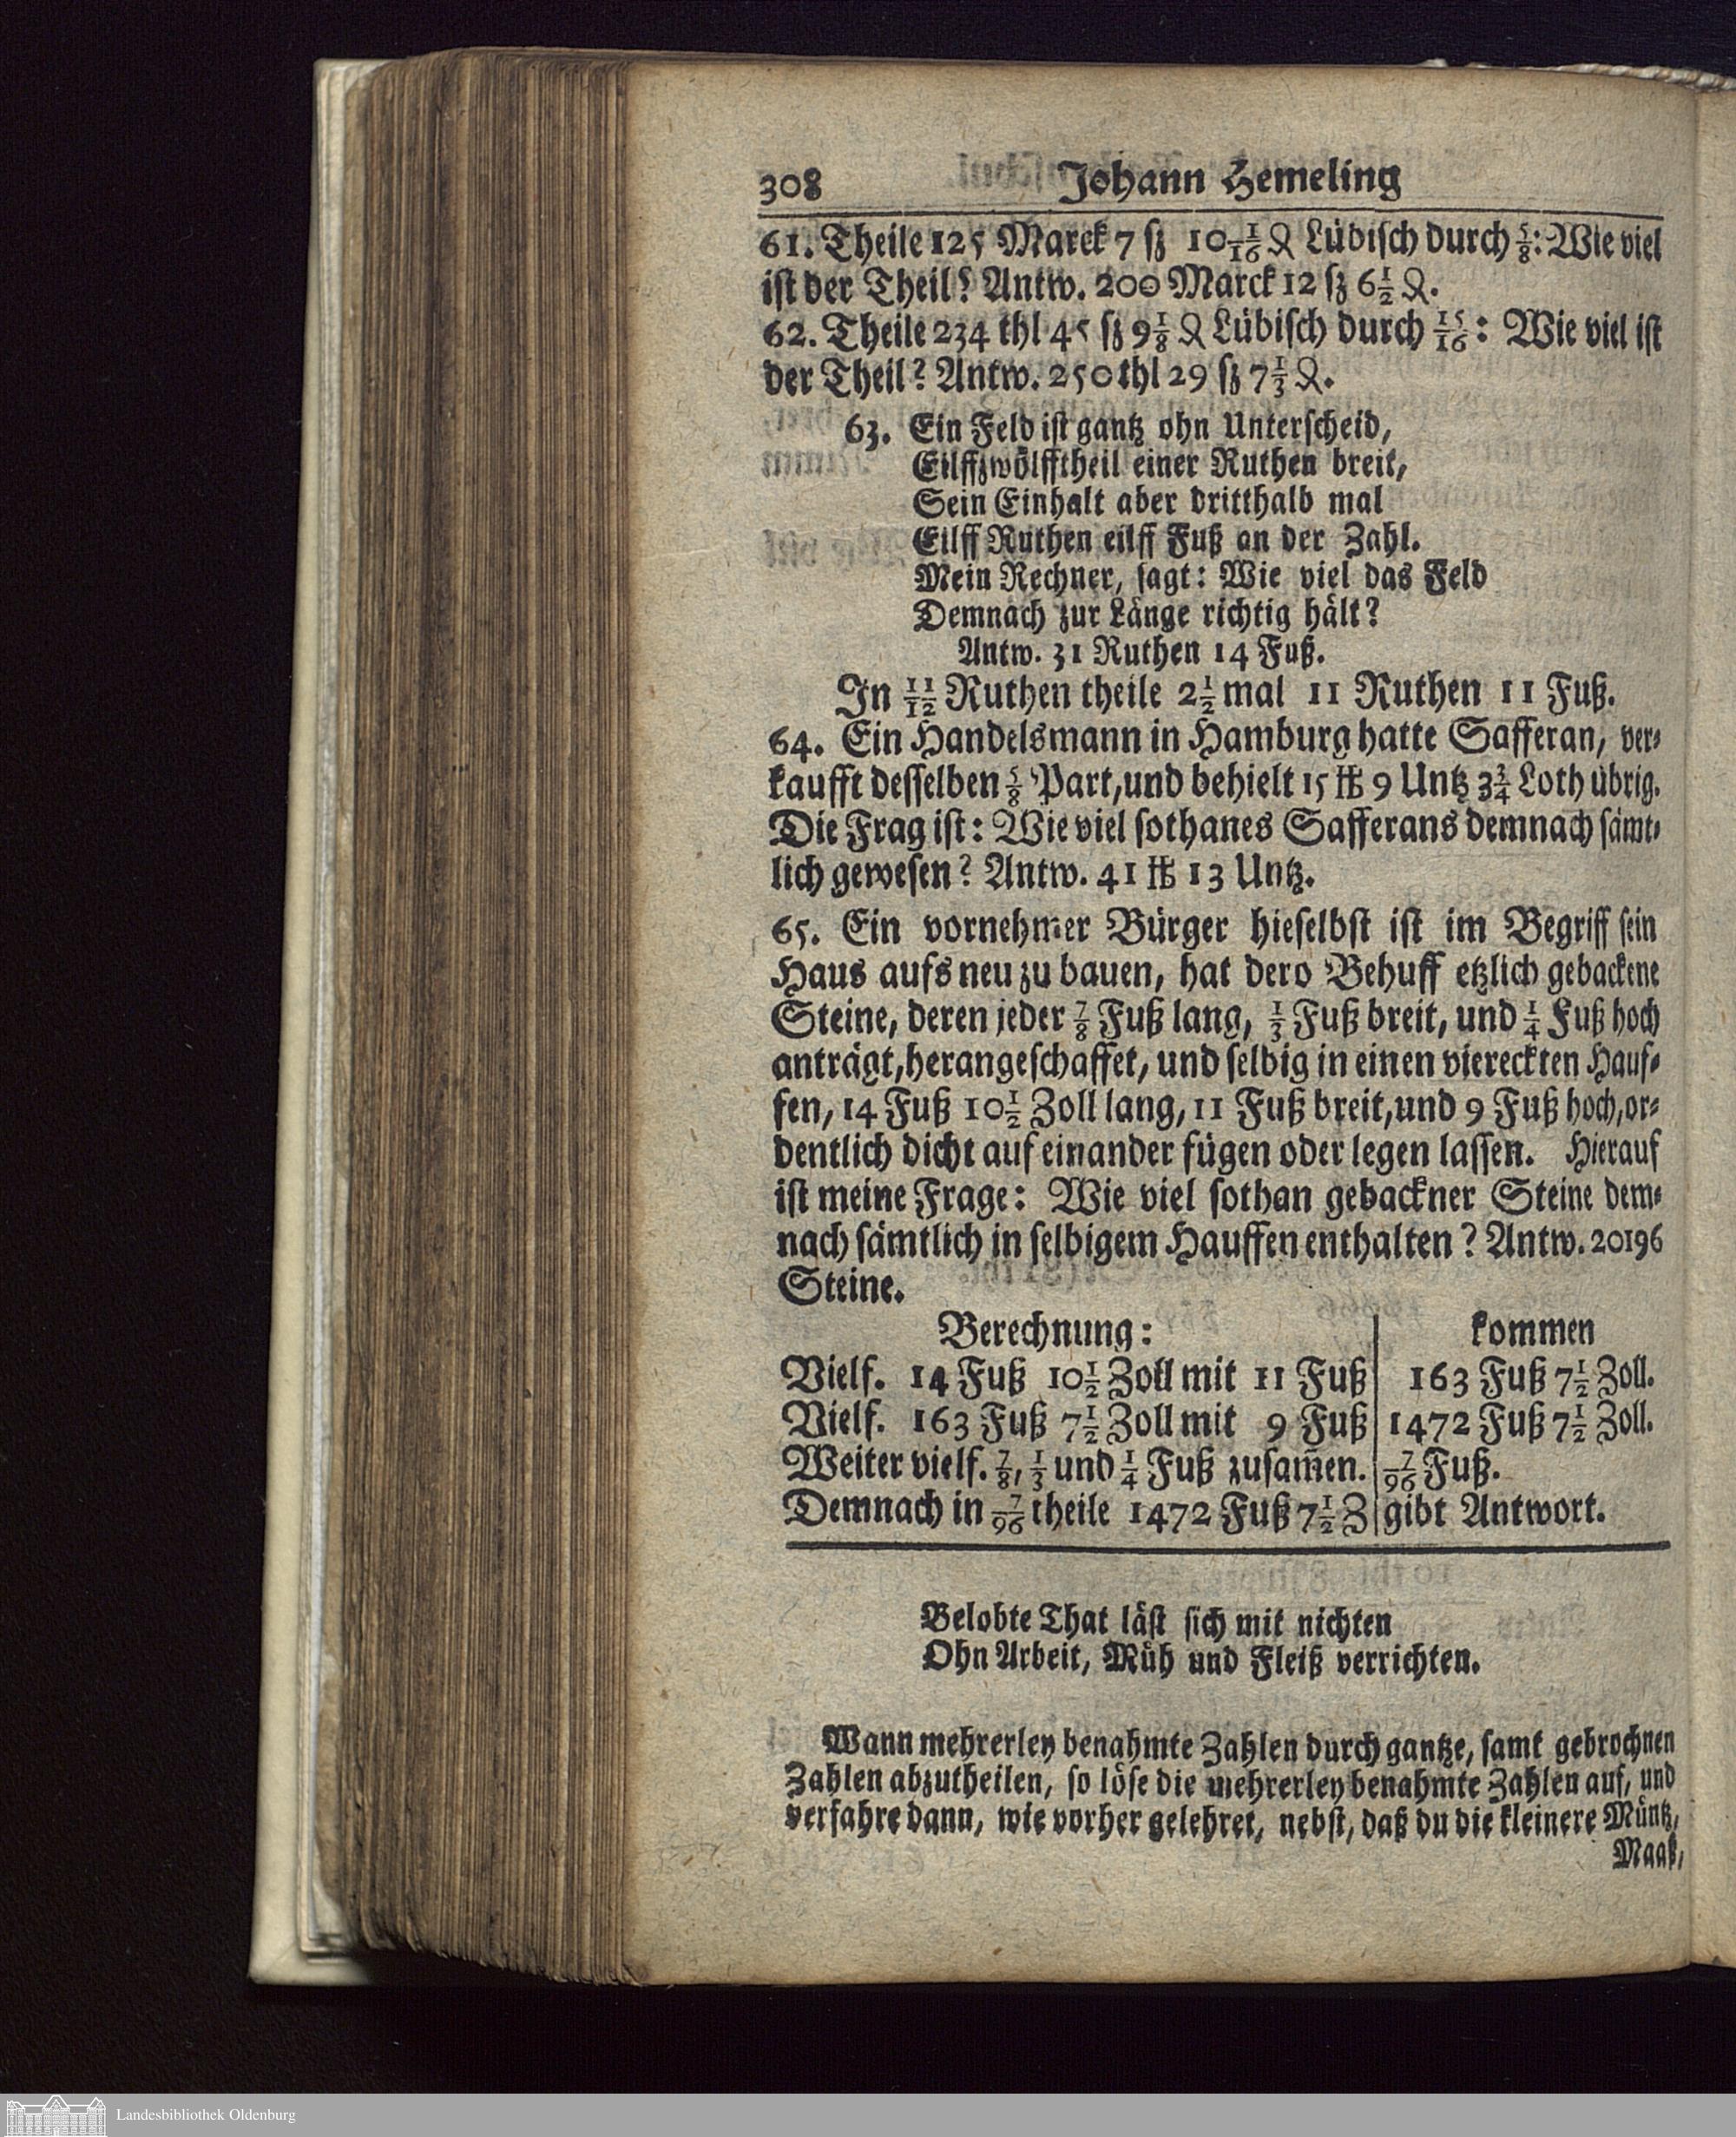 308 Johann Hemeling
61. Theile 125 Marck 7 ſʒ 10 1/16 ₰ Lübiſch durch 5/8: Wie viel
iſt der Theil? Antw. 200 Marck 12 ſʒ 6 1/2 ₰.
62. Theile 234 thl 45 ſʒ 9 1/8 ₰ Lübiſch durch 15/16: Wie viel iſt
der Theil? Antw. 250 thl 29 ſʒ 7 1/3 ₰.
63. Ein Feld iſt gantz ohn Unterſcheid,
Eilffzwölfftheil einer Ruthen breit,
Sein Einhalt aber dritthalb mal
Eilff Ruthen eilff Fuß an der Zahl.
Mein Rechner, ſagt: Wie viel das Feld
Demnach zur Länge richtig hält?
Antw. 31 Ruthen 14 Fuß.
In 11/12 Ruthen theile 2 1/2 mal 11 Ruthen 11 Fuß.
64. Ein Handelsmann in Hamburg hatte Safferan, ver⸗
kaufft deſſelben 5/8 Part, und behielt 15 ℔ 9 Untz 3 3/4 Loth übrig.
Die Frag iſt: Wie viel ſothanes Safferans demnach ſämt⸗
lich geweſen? Antw. 41 ℔ 13 Untz.
65. Ein vornehmer Bürger hieſelbſt iſt im Begriff ſein
Haus aufs neu zu bauen, hat dero Behuff etzlich gebackene
Steine, deren jeder 7/8 Fuß lang, 1/3 Fuß breit, und 1/4 Fuß hoch
anträgt, herangeſchaffet, und ſelbig in einen viereckten Hauf⸗
fen, 14 Fuß 10 1/2 Zoll lang, 11 Fuß breit, und 9 Fuß hoch, or⸗
dentlich dicht auf einander fügen oder legen laſſen. Hierauf
iſt meine Frage: Wie viel ſothan gebackner Steine dem⸗
nach ſämtlich in ſelbigem Hauffen enthalten? Antw. 20196
Steine.
Berechnung: kommen
Vielf. 14 Fuß 10 1/2 Zoll mit 11 Fuß 163 Fuß 7 1/2 Zoll.
Vielf. 163 Fuß 7 1/2 Zoll mit 9 Fuß 1472 Fuß 7 1/2 Zoll.
Weiter vielf. 7/8, 1/3 und 1/4 Fuß zuſam̃en. 7/96 Fuß.
Demnach in 7/96 theile 1472 Fuß 7 1/2 Z gibt Antwort.
Belobte That läſt ſich mit nichten
Ohn Arbeit, Müh und Fleiß verrichten.
Wann mehrerley benahmte Zahlen durch gantze, ſamt gebrochnen
Zahlen abzutheilen, ſo löſe die mehrerley benahmte Zahlen auf, und
verfahre dann, wie vorher gelehret, nebſt, daß du die kleinere Müntz,
Maaß,
Landesbibliothek Oldenburg